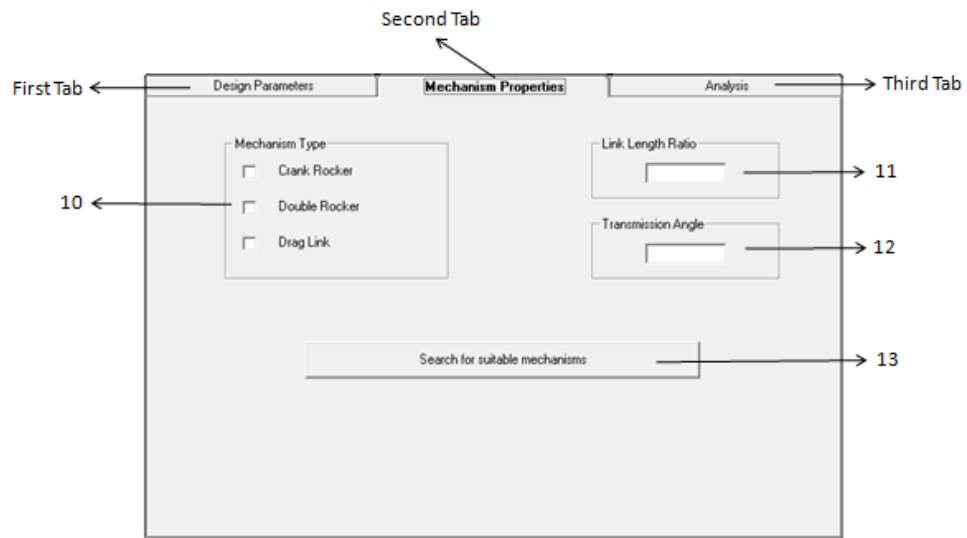 Second Tab
First Tab
Design Parameters
Mechanism Properties
Analysis
Third Tab
Mechanism Type
Crank Rocker
Double Rocker
Drag Link
10
Link Length Ratio
11
Transmission Angle
12
Search for suitable mechanisms
13